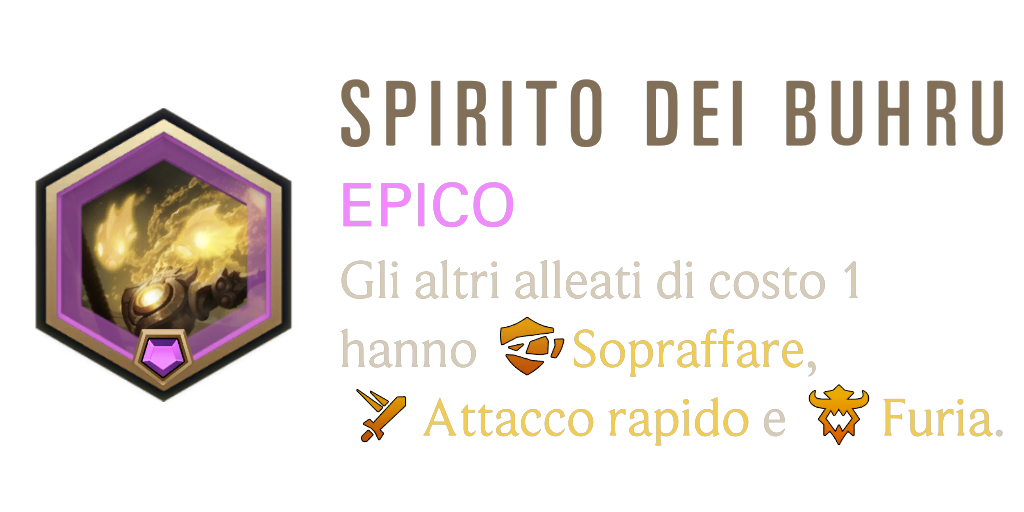 SPIRITO DEI BUHRU
EPICO
Gli altri alleati di costo 1
hanno Sopraffare,
Attacco rapido e Furia.